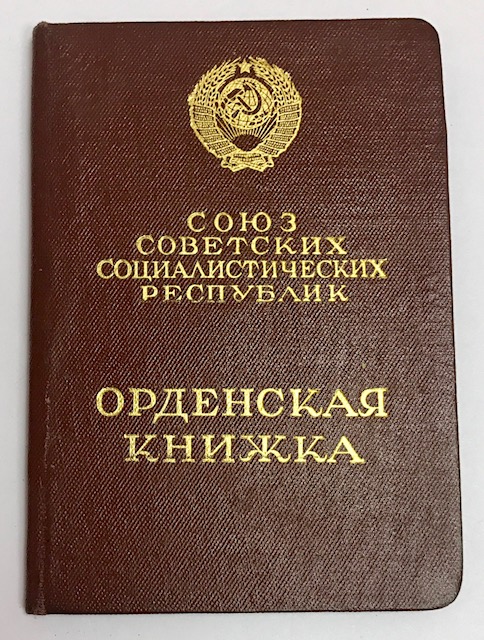 СОЮЗ
СОВЕТСКИХ
СОЦИАЛИСТИЧЕСКИХ
РЕСПУБЛИК
ОРДЕНСКАЯ
КНИЖКА